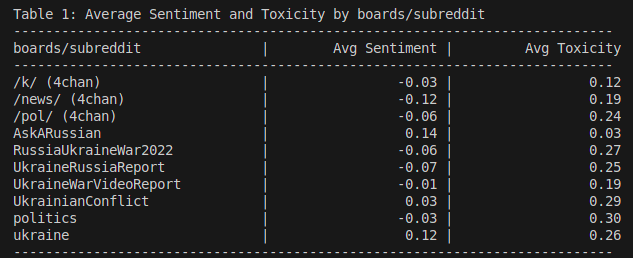 Table 1: Average Sentiment and Toxicity by boards/subreddit
---------------------------------------------------------------------------
boards/subreddit | Avg Sentiment | Avg Toxicity
---------------------------------------------------------------------------
/k/ (4chan) | -0.03 | 0.12
/news/ (4chan) | -0.12 | 0.19
/pol/ (4chan) | -0.06 | 0.24
AskARussian | 0.14 | 0.03
RussiaUkraineWar2022 | -0.06 | 0.27
UkraineRussiaReport | -0.07 | 0.25
UkraineWarVideoReport | -0.01 | 0.19
UkrainianConflict | 0.03 | 0.29
politics | -0.03 | 0.30
ukraine | 0.12 | 0.26
---------------------------------------------------------------------------